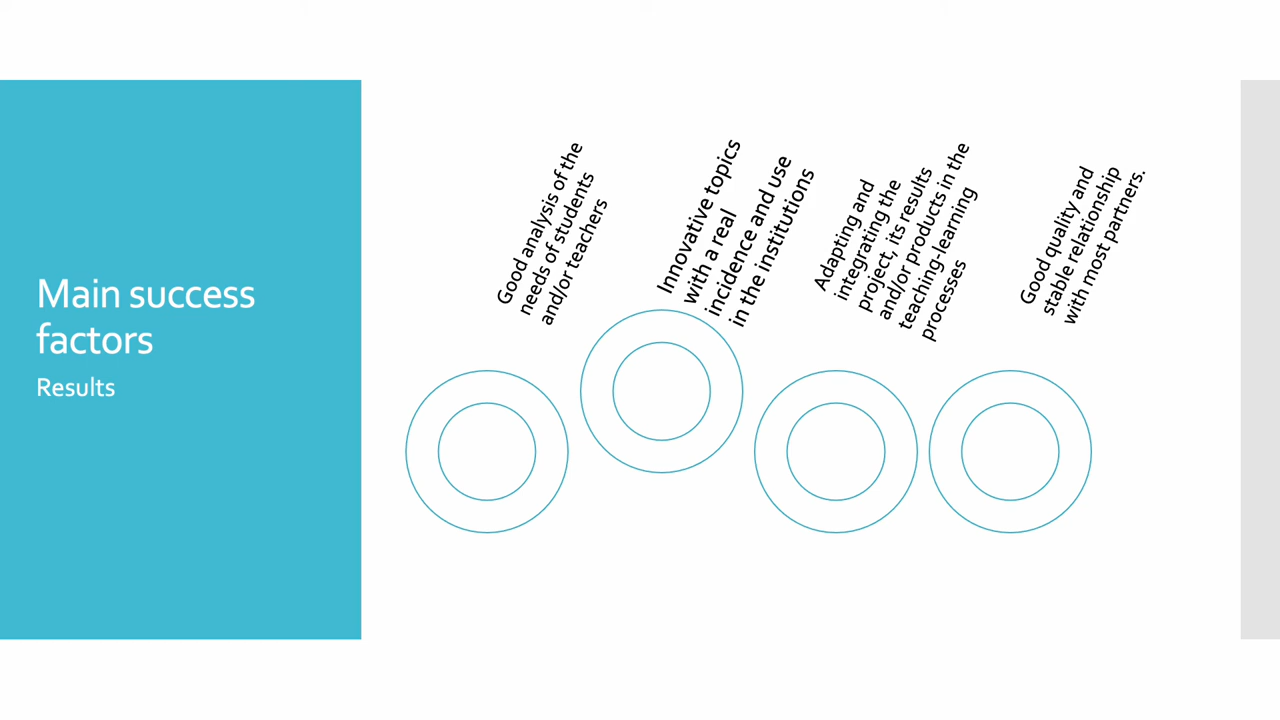 Main success
factors
Results
Good analysis of the
needs of students
and/or teachers
Innovative topics
with a real
incidence and use
in the institutions
Adapting and
integrating the
project, its results
and/or products in the
teaching-learning
processes
Good quality and
stable relationship
with most partners.